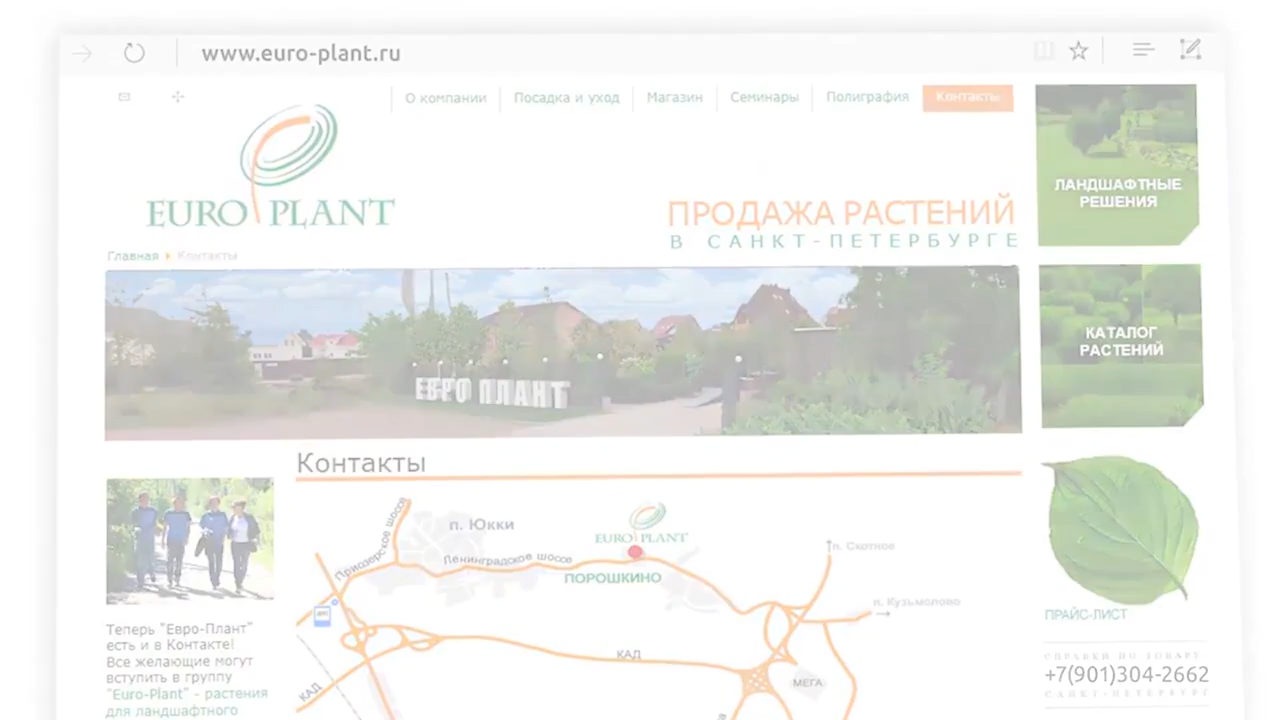 www.euro-plant.ru
О компании
Посадка и уход
Магазин
Семинары
Полиграфия
Контакты
EURO PLANT
ПРОДАЖА РАСТЕНИЙ
В САНКТ-ПЕТЕРБУРГЕ
ЛАНДШАФТНЫЕ
РЕШЕНИЯ
Главная
Контакты
ЕВРО ПЛАНТ
КАТАЛОГ
РАСТЕНИЙ
Контакты
п. Юкки
EURO PLANT
Приозерское шоссе
Ленинградское шоссе
ПОРОШКИНО
п. Скотное
п. Кузьмолово
КАД
КАД
МЕГА
ПРАЙС-ЛИСТ
СПРАВКИ ПО ТОВАРУ
+7(901)304-2662
САНКТ-ПЕТЕРБУРГ
Теперь "Евро-Плант"
есть и в Контакте!
Все желающие могут
вступить в группу
"Euro-Plant" - растения
для ландшафтного